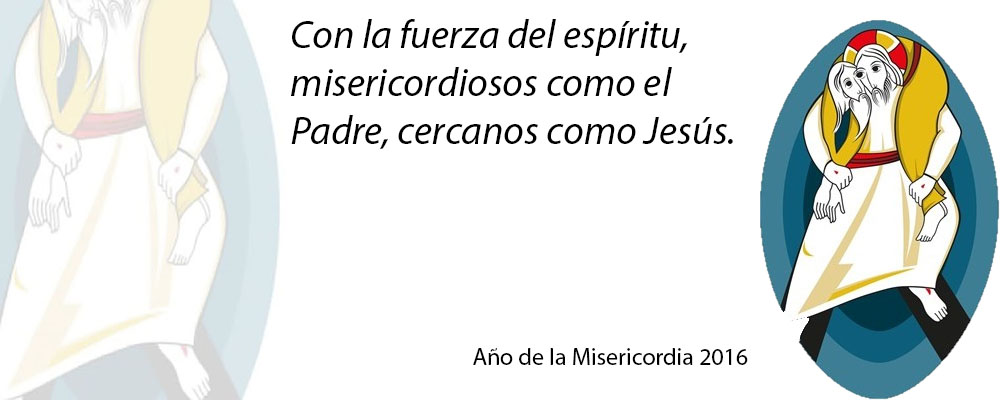 Con la fuerza del espíritu,
misericordiosos como el
Padre, cercanos como Jesús.
Año de la Misericordia 2016